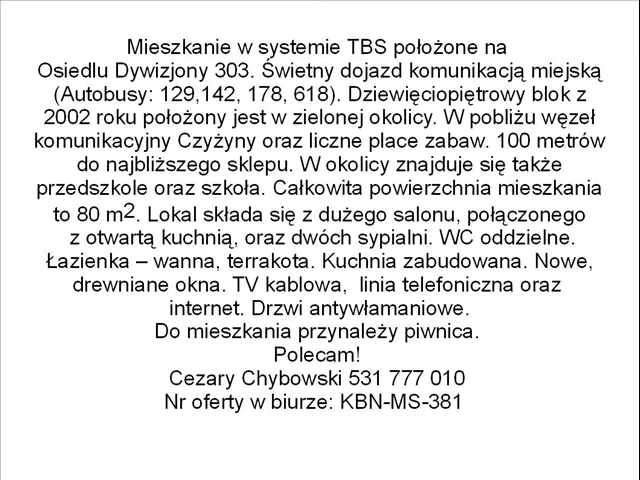 Mieszkanie w systemie TBS położone na
Osiedlu Dywizjony 303. Świetny dojazd komunikacją miejską
(Autobusy: 129,142, 178, 618). Dziewięciopiętrowy blok z
2002 roku położony jest w zielonej okolicy. W pobliżu węzeł
komunikacyjny Czyżyny oraz liczne place zabaw. 100 metrów
do najbliższego sklepu. W okolicy znajduje się także
przedszkole oraz szkoła. Całkowita powierzchnia mieszkania
to 80 m2. Lokal składa się z dużego salonu, połączonego
z otwartą kuchnią, oraz dwóch sypialni. WC oddzielne.
Łazienka – wanna, terrakota. Kuchnia zabudowana. Nowe,
drewniane okna. TV kablowa, linia telefoniczna oraz
internet. Drzwi antywłamaniowe.
Do mieszkania przynależy piwnica.
Polecam!
Cezary Chybowski 531 777 010
Nr oferty w biurze: KBN-MS-381